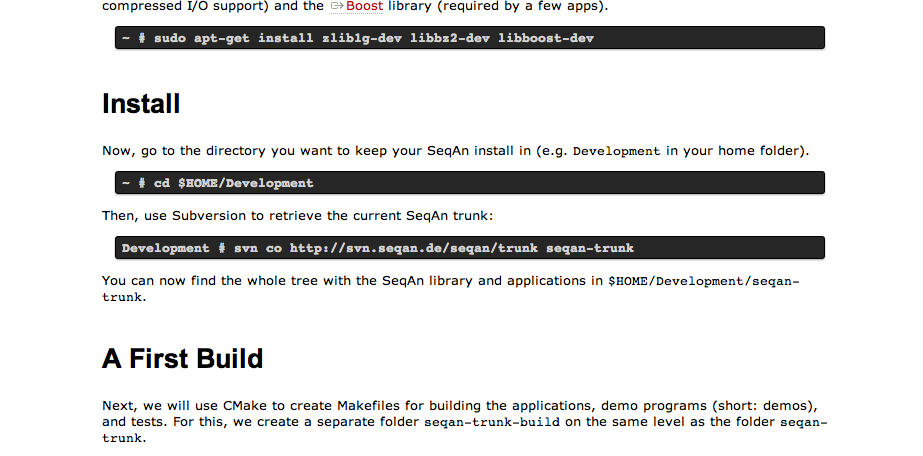 compressed I/O support) and the Boost library (required by a few apps).
~ # sudo apt-get install zlib1g-dev libbz2-dev libboost-dev
Install
Now, go to the directory you want to keep your SeqAn install in (e.g. Development in your home folder).
~ # cd $HOME/Development
Then, use Subversion to retrieve the current SeqAn trunk:
Development # svn co http://svn.seqan.de/seqan/trunk seqan-trunk
You can now find the whole tree with the SeqAn library and applications in $HOME/Development/seqan-
trunk.
A First Build
Next, we will use CMake to create Makefiles for building the applications, demo programs (short: demos),
and tests. For this, we create a separate folder seqan-trunk-build on the same level as the folder seqan-
trunk.